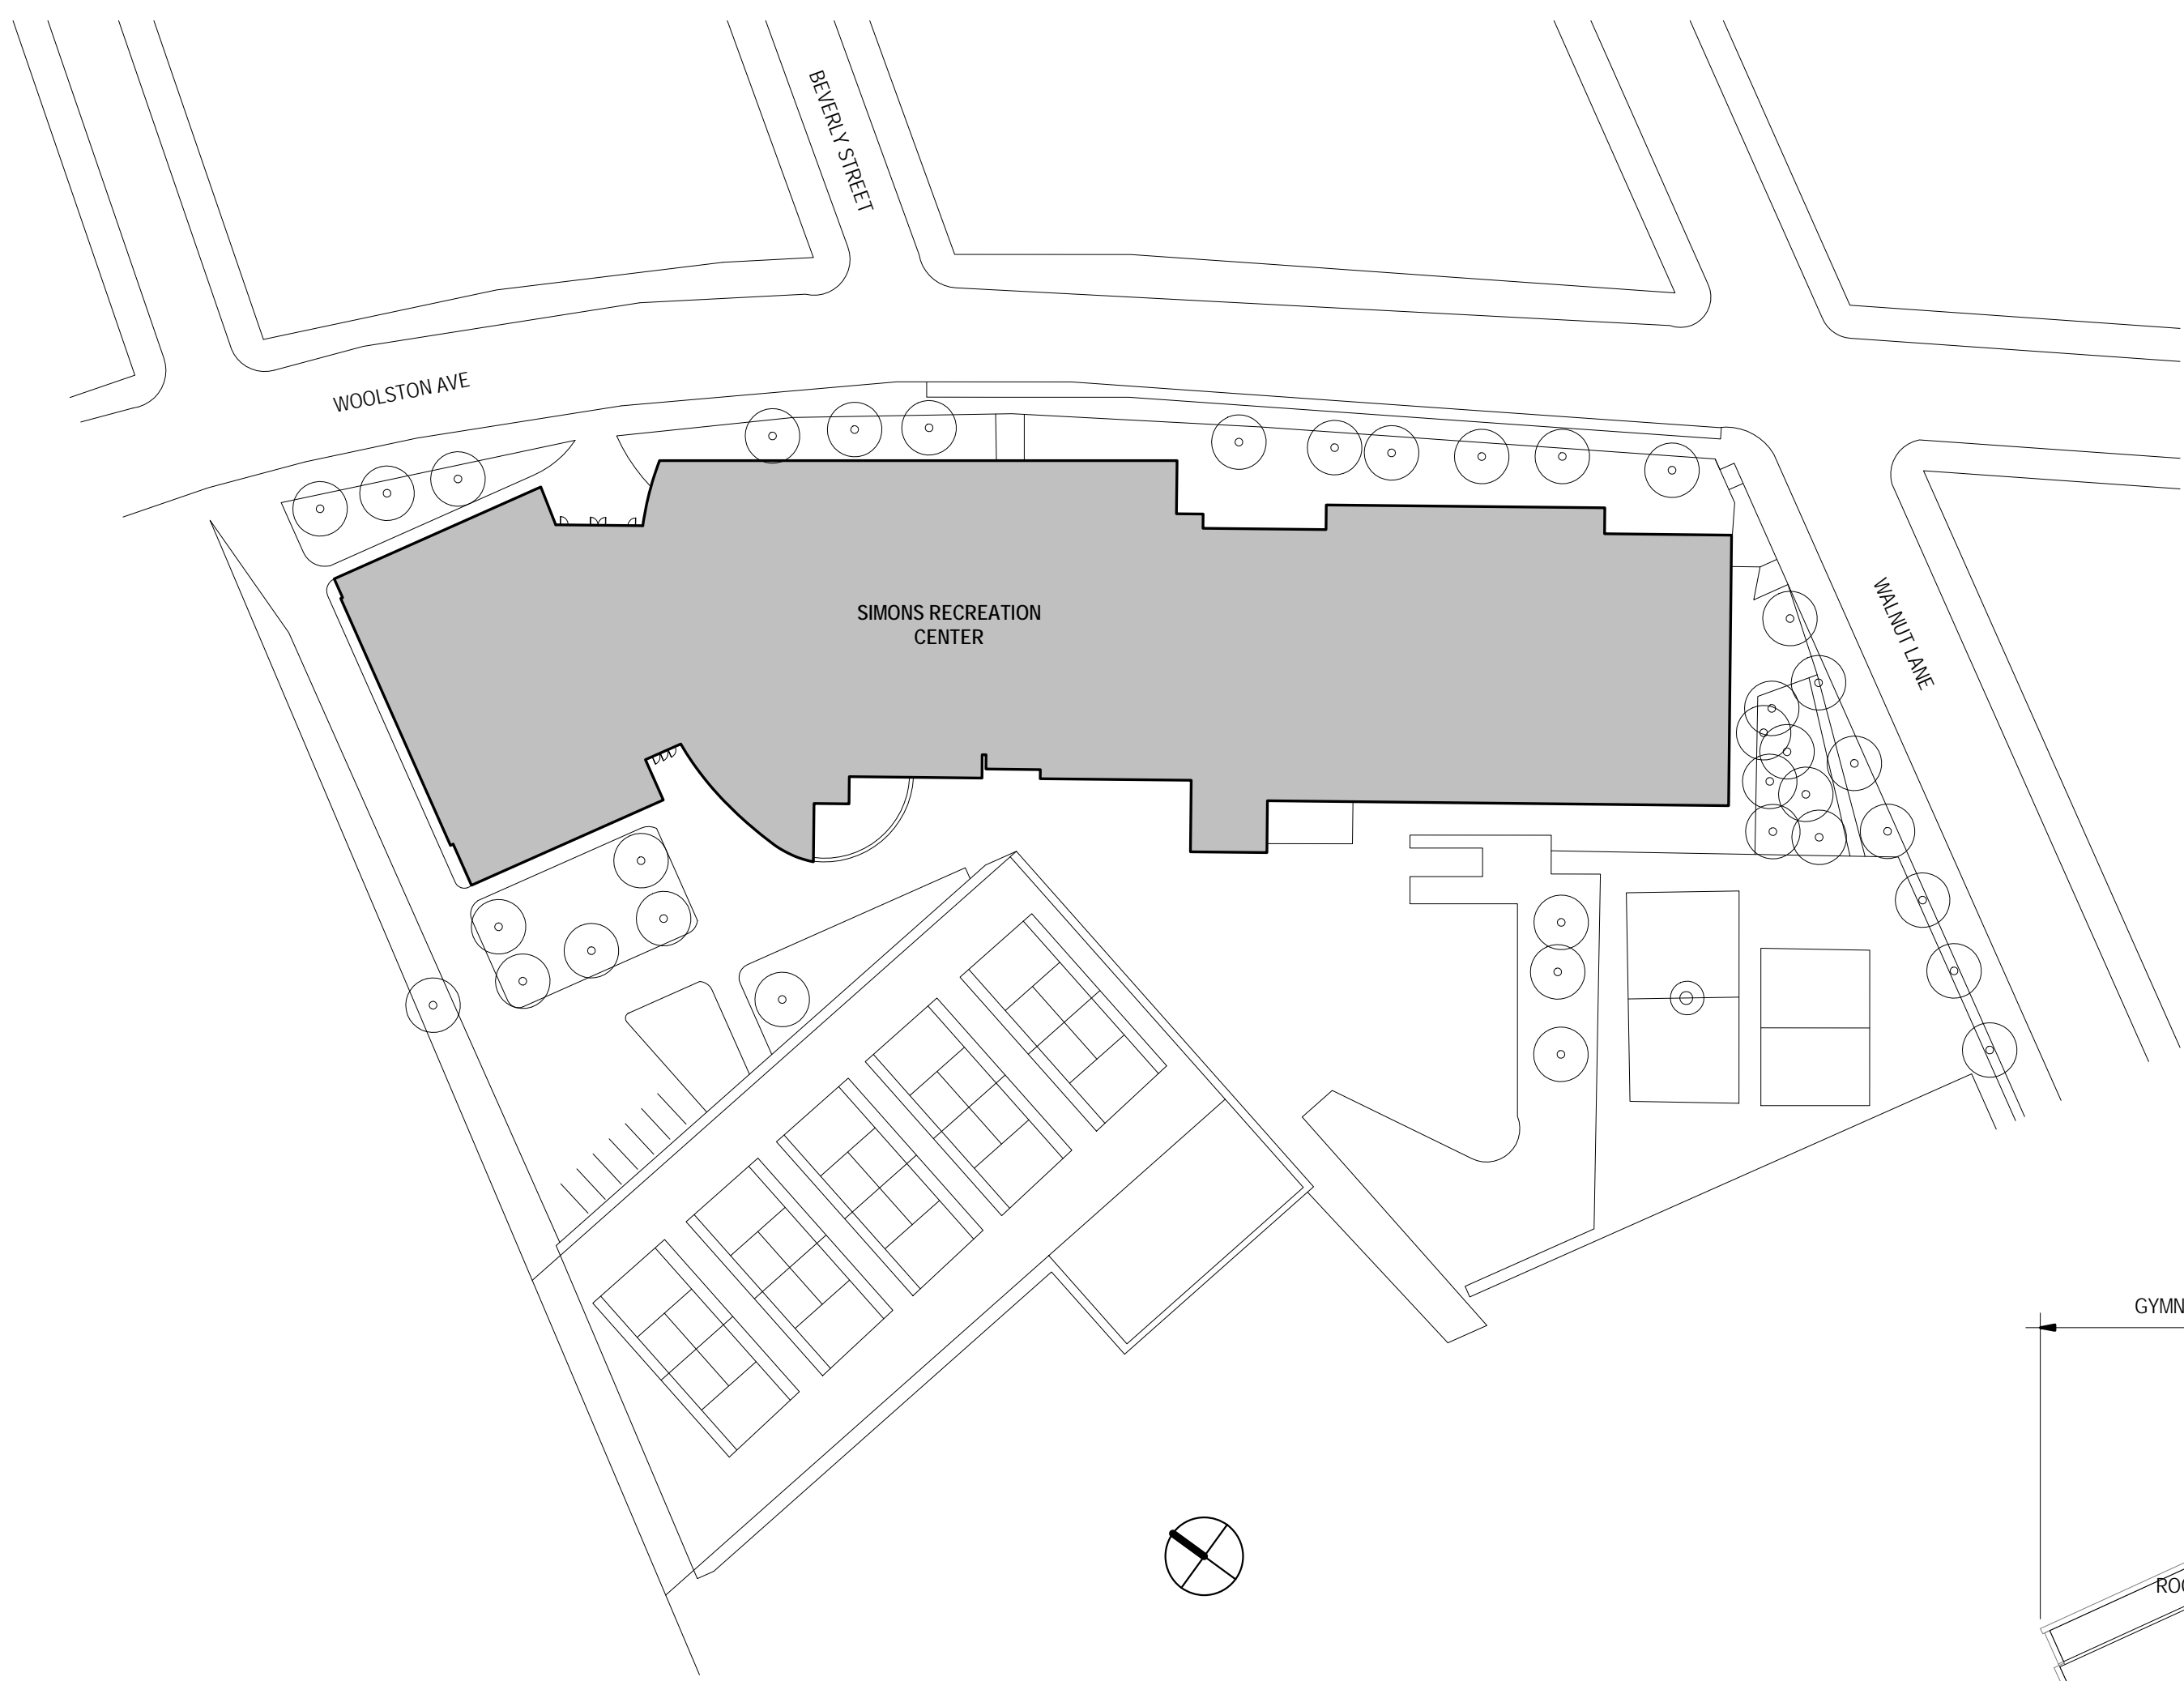 BEVERLY STREET
WOOLSTON AVE
SIMONS RECREATION
CENTER
WALNUT LANE
GYMN
ROO